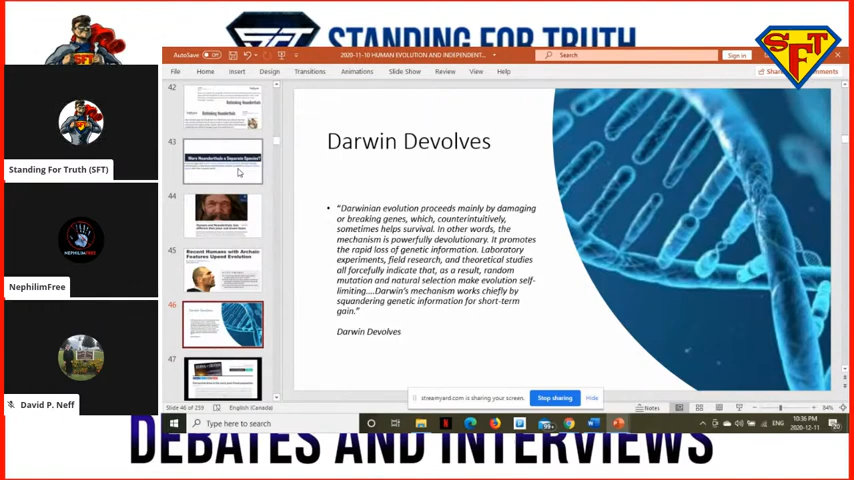 STANDING FOR TRUTH
SFT
SFT
SFT
AutoSave Off
2020-11-10 HUMAN EVOLUTION AND INDEPENDENT...
Search
Sign in
File Home Insert Design Transitions Animations Slide Show Review View Help
Share
Comments
42
43
Were Neanderthals a Separate Species?
44
45
Recent Humans with Archaic
Features Upend Evolution
46
47
Darwin Devolves
• "Darwinian evolution proceeds mainly by damaging
or breaking genes, which, counterintuitively,
sometimes helps survival. In other words, the
mechanism is powerfully devolutionary. It promotes
the rapid loss of genetic information. Laboratory
experiments, field research, and theoretical studies
all forcefully indicate that, as a result, random
mutation and natural selection make evolution self-
limiting....Darwin's mechanism works chiefly by
squandering genetic information for short-term
gain."
Darwin Devolves
Standing For Truth (SFT)
NEPHILIMFREE
NephilimFree
David P. Neff
streamyard.com is sharing your screen.
Stop sharing
Hide
Slide 46 of 259
English (Canada)
Notes
84%
Type here to search
99+
ENG
10:36 PM
2020-12-11
DEBATES AND INTERVIEWS